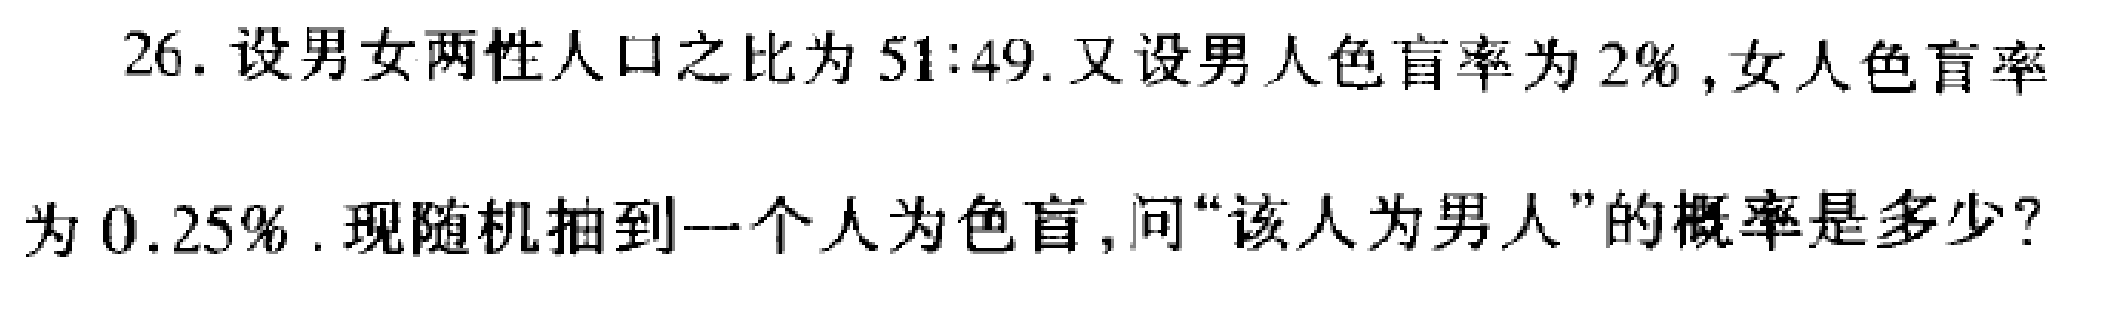 26. 设男女两性人口之比为 51:49. 又设男人色盲率为 2%,女人色盲率
为 0.25%. 现随机抽到一个人为色盲,问“该人为男人”的概率是多少?